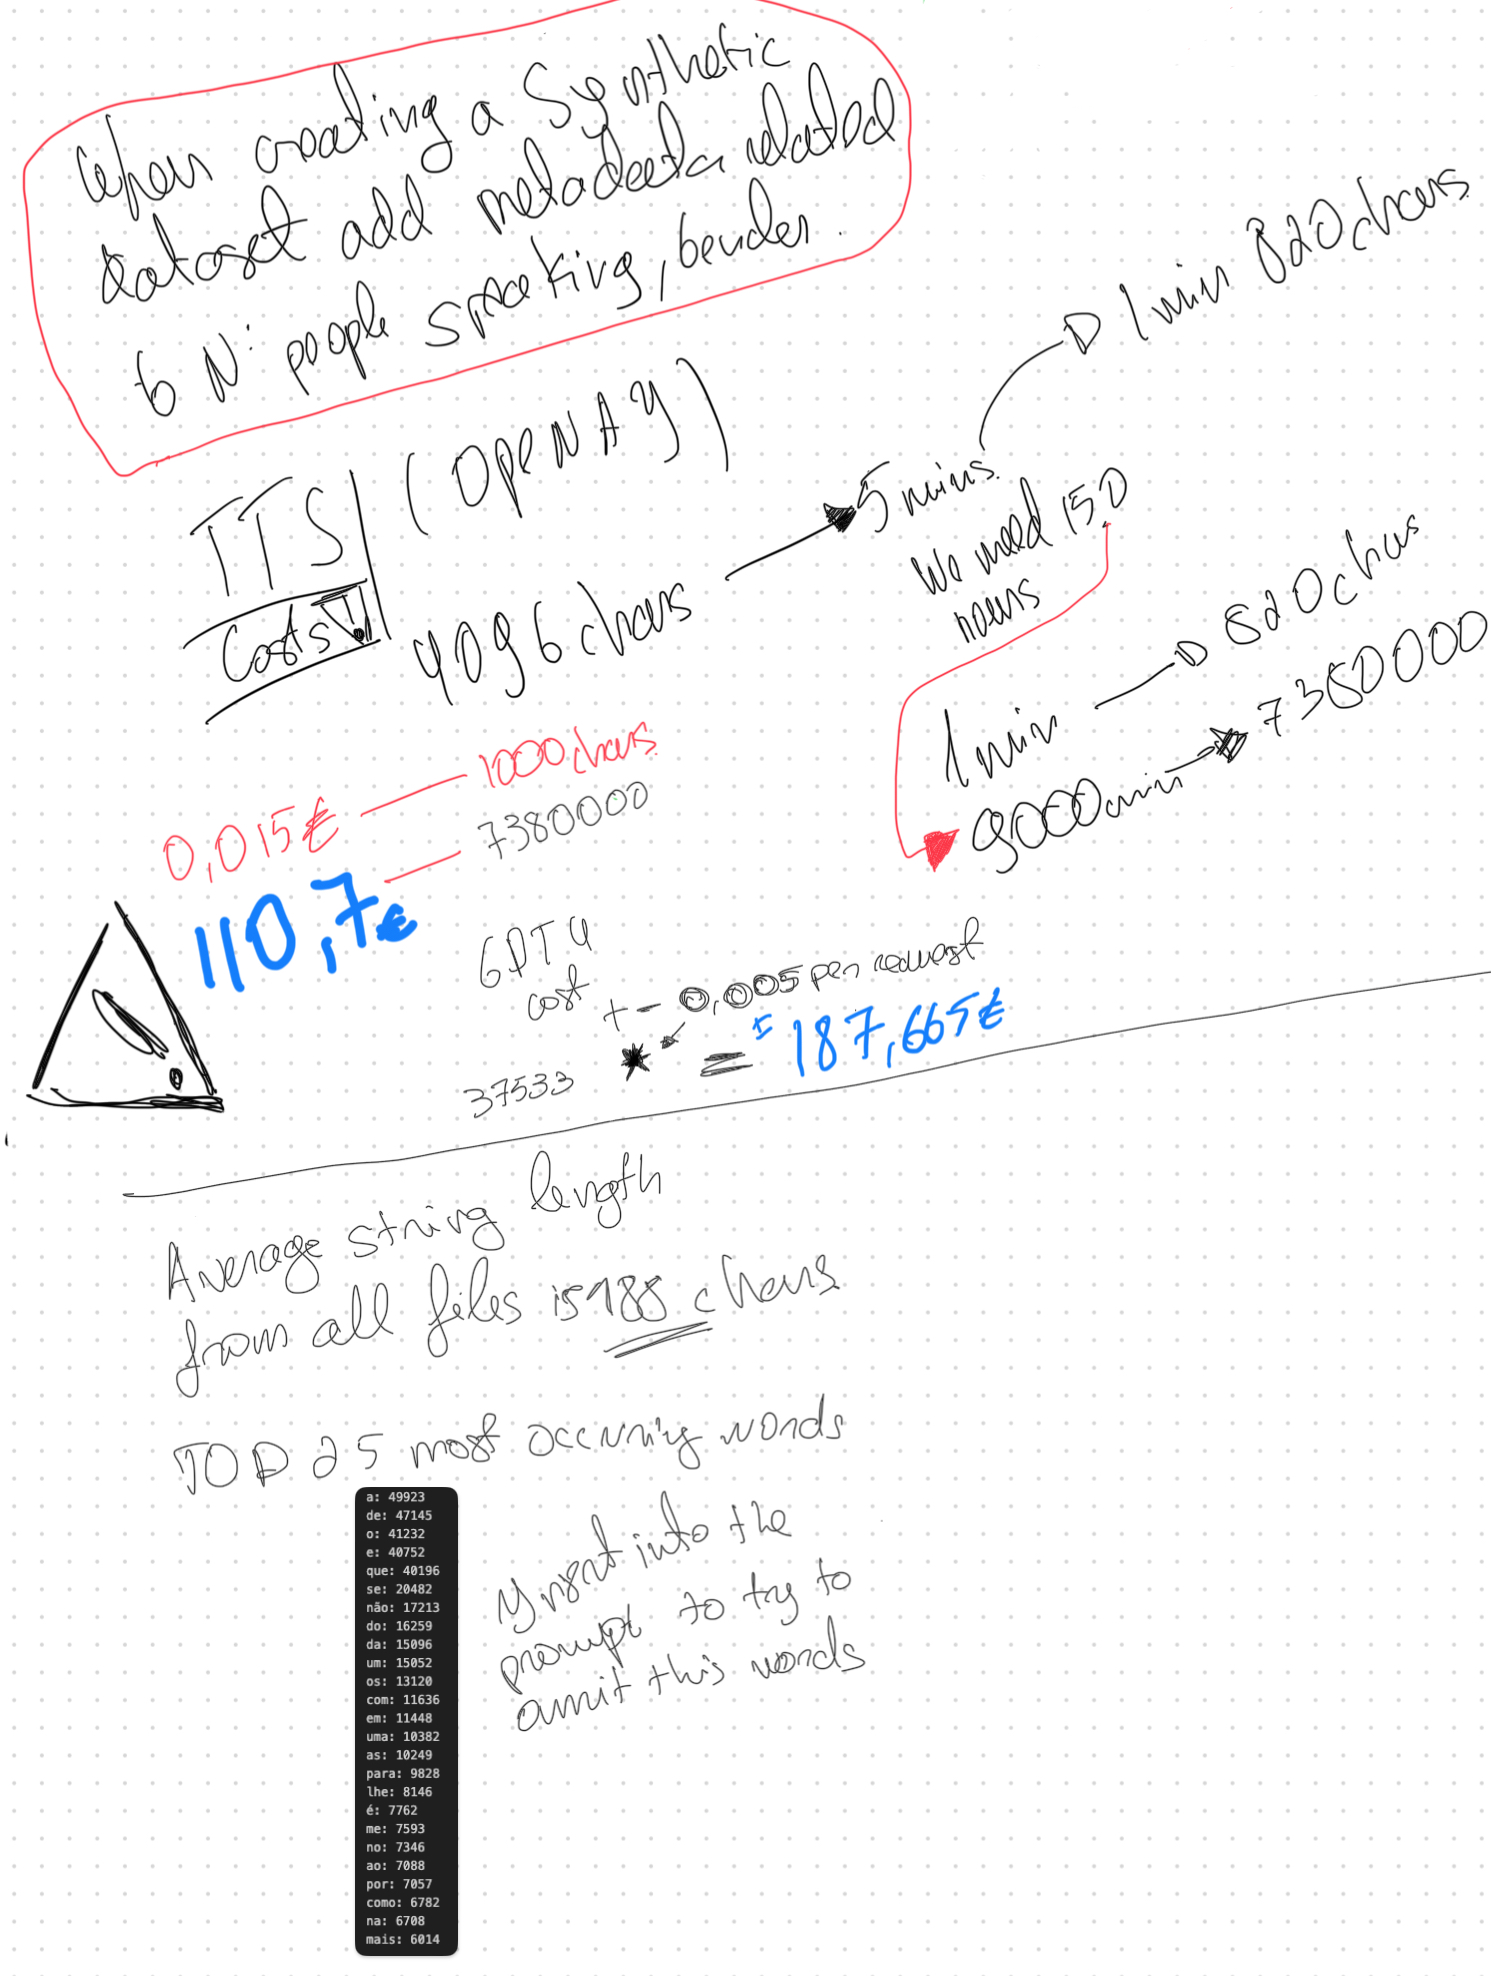 When creating a Synthetic
dataset add metadata related
to Nº people speaking, Gender.
TTS (OpeNAY)
Costs
4096 chars
5 mins.
1 min 820 chars
We need 150
hours
1 min 820 chars
9000 min 7380000
0,015€ 1000 chars
110,7€ 7380000
GPT4
cost
+- 0,005 per request
37533 * = ± 187,665€
Average string length
from all files is 188 chars
TOP 25 most occurring words
a: 49923
de: 47145
o: 41232
e: 40752
que: 40196
se: 20482
não: 17213
do: 16259
da: 15096
um: 15052
os: 13120
com: 11636
em: 11448
uma: 10382
as: 10249
para: 9828
lhe: 8146
é: 7762
me: 7593
no: 7346
ao: 7088
por: 7057
como: 6782
na: 6708
mais: 6014
Insert into the
prompt to try to
omit this words